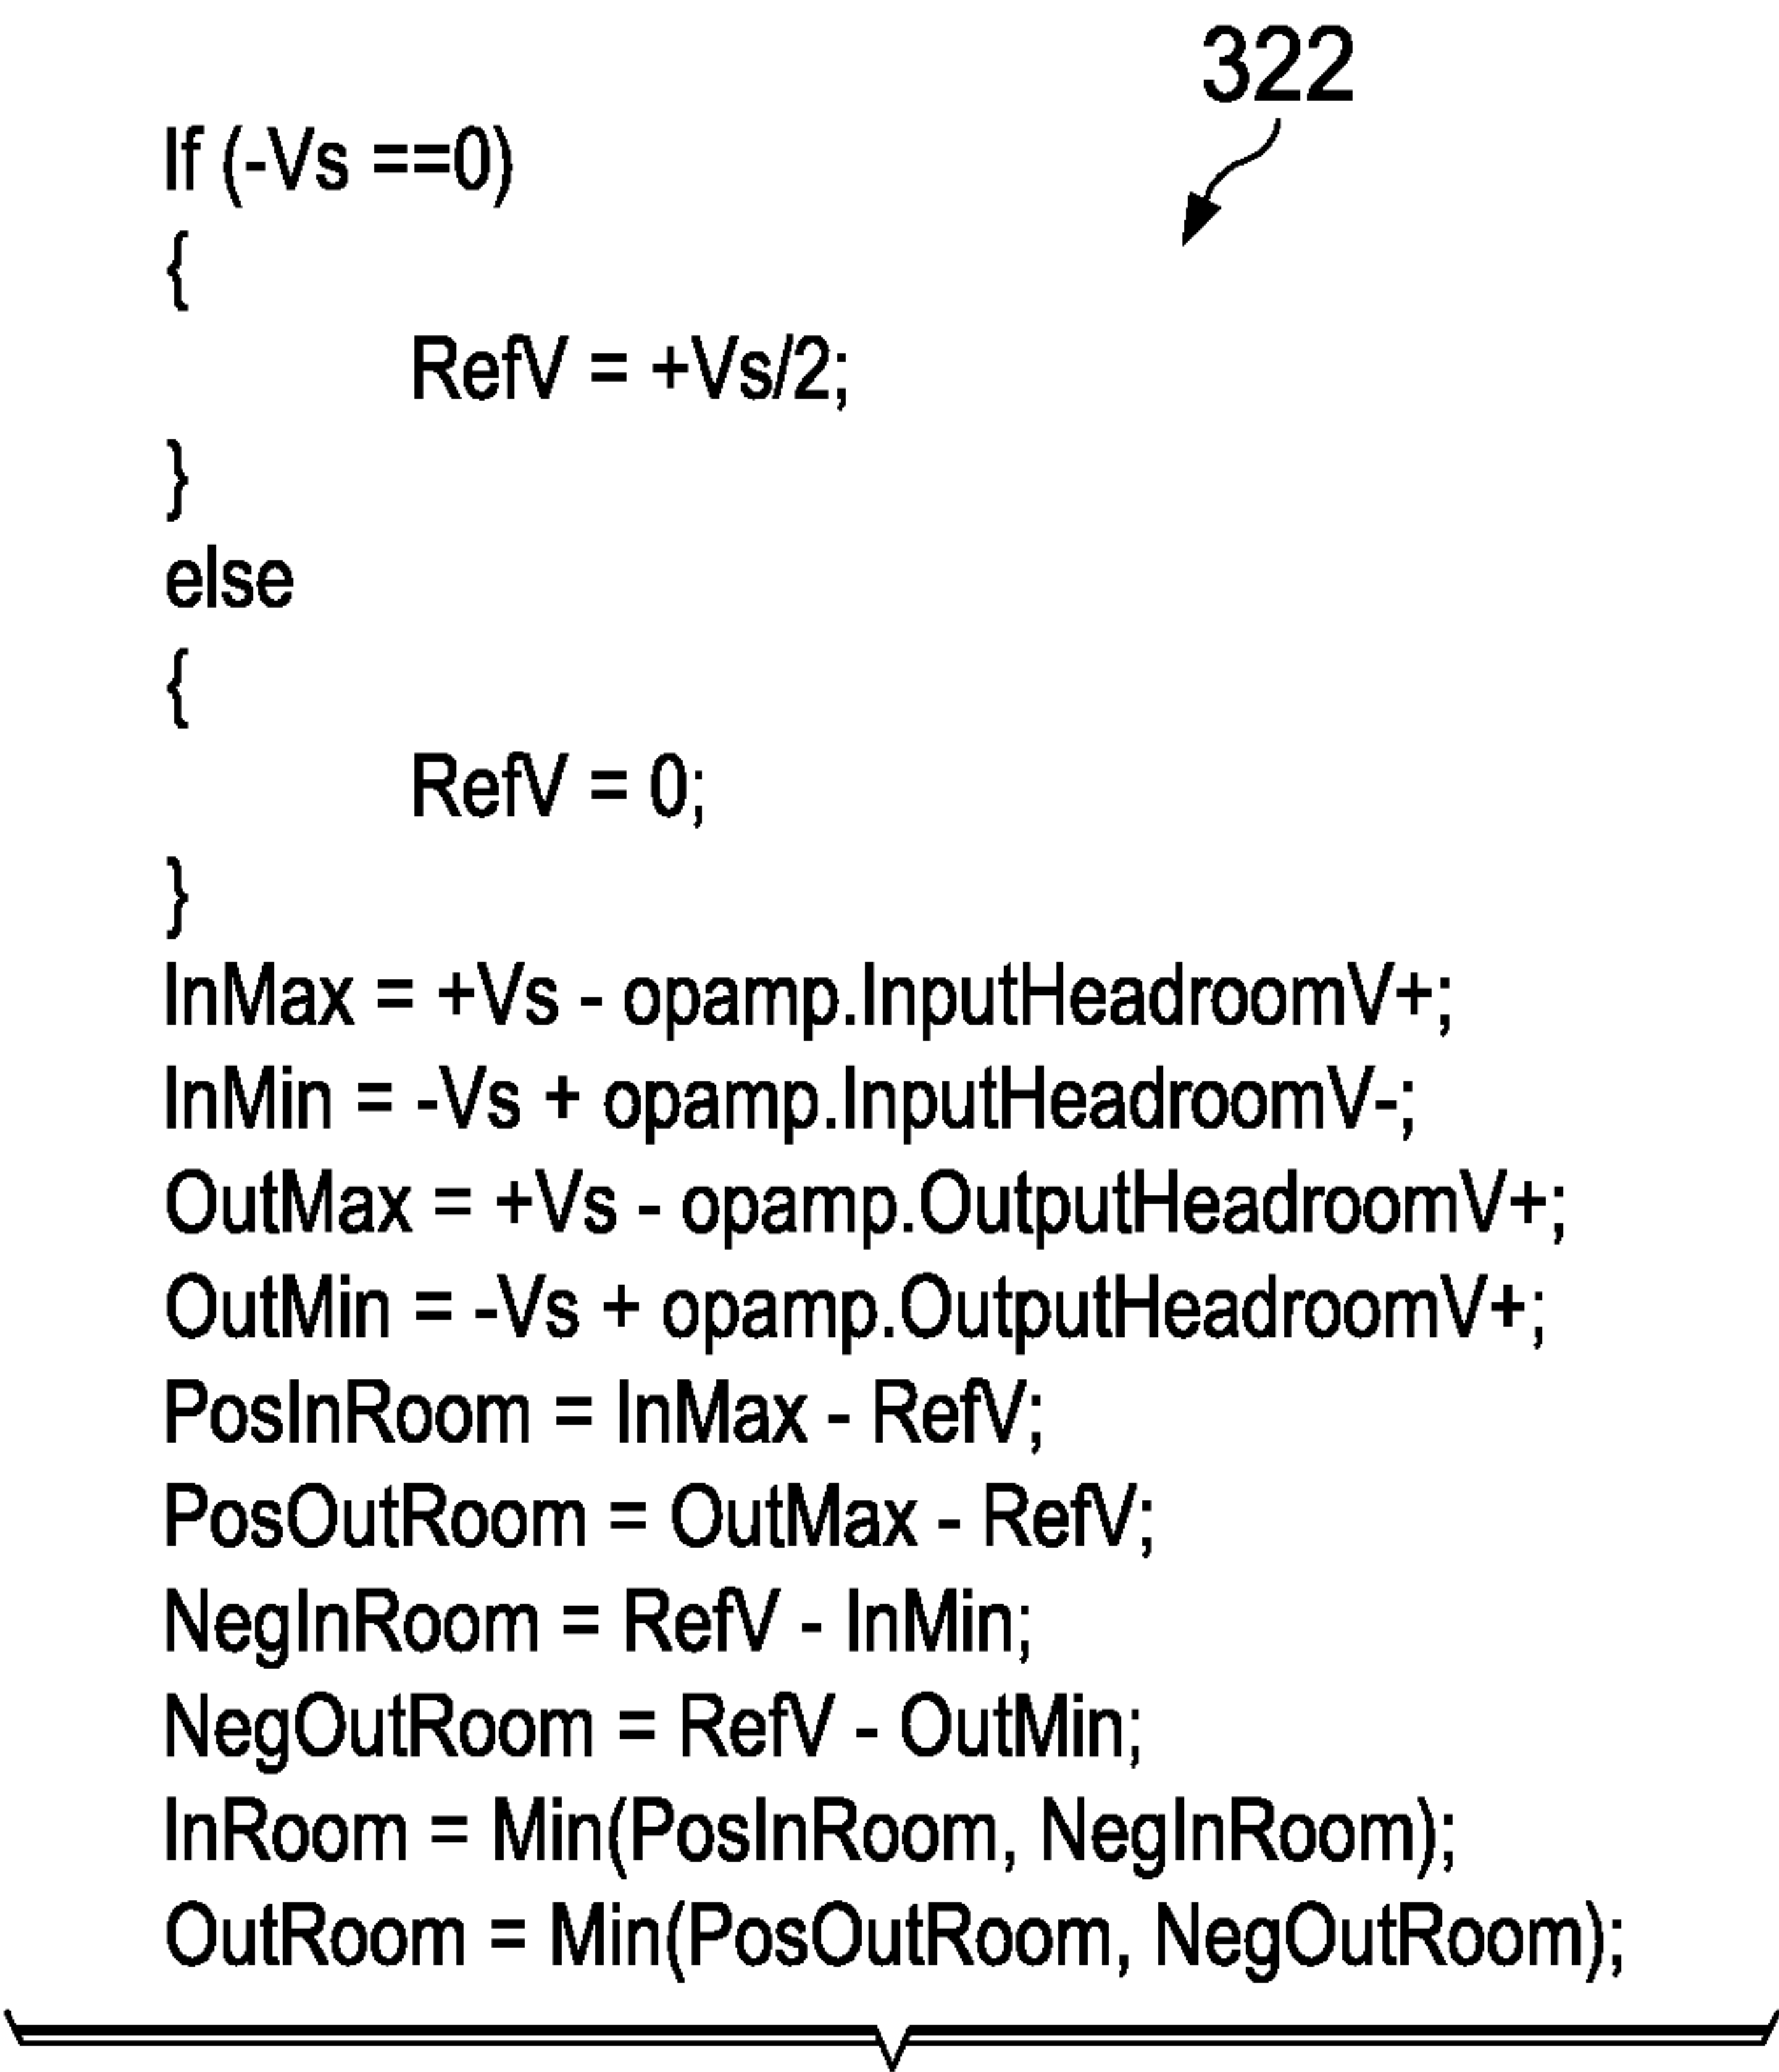 322
If (-Vs ==0)
{
RefV = +Vs/2;
}
else
{
RefV = 0;
}
InMax = +Vs - opamp.InputHeadroomV+;
InMin = -Vs + opamp.InputHeadroomV-;
OutMax = +Vs - opamp.OutputHeadroomV+;
OutMin = -Vs + opamp.OutputHeadroomV+;
PosInRoom = InMax - RefV;
PosOutRoom = OutMax - RefV;
NegInRoom = RefV - InMin;
NegOutRoom = RefV - OutMin;
InRoom = Min(PosInRoom, NegInRoom);
OutRoom = Min(PosOutRoom, NegOutRoom);